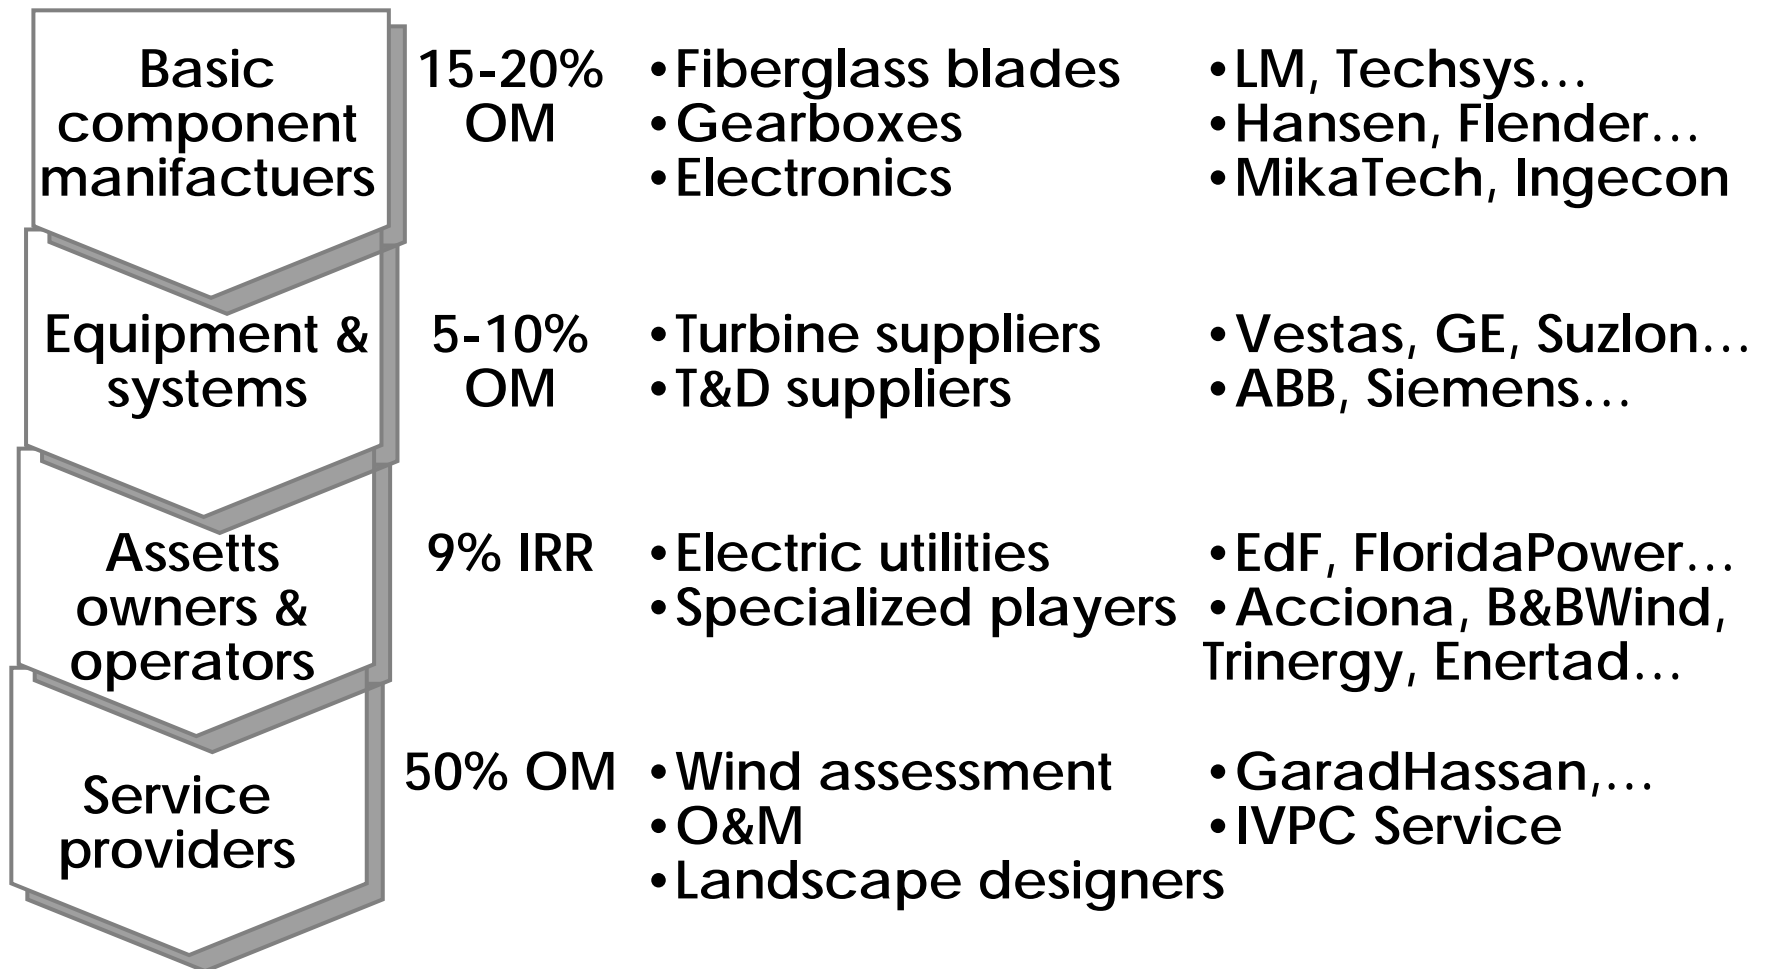 Basic
component
manifactuers
15-20%
OM
•Fiberglass blades
•Gearboxes
•Electronics
•LM, Techsys…
•Hansen, Flender…
•MikaTech, Ingecon
Equipment &
systems
5-10%
OM
•Turbine suppliers
•T&D suppliers
•Vestas, GE, Suzlon…
•ABB, Siemens…
Assetts
owners &
operators
9% IRR
•Electric utilities
•Specialized players
•EdF, FloridaPower…
•Acciona, B&BWind,
Trinergy, Enertad…
Service
providers
50% OM
•Wind assessment
•O&M
•Landscape designers
•GaradHassan,…
•IVPC Service